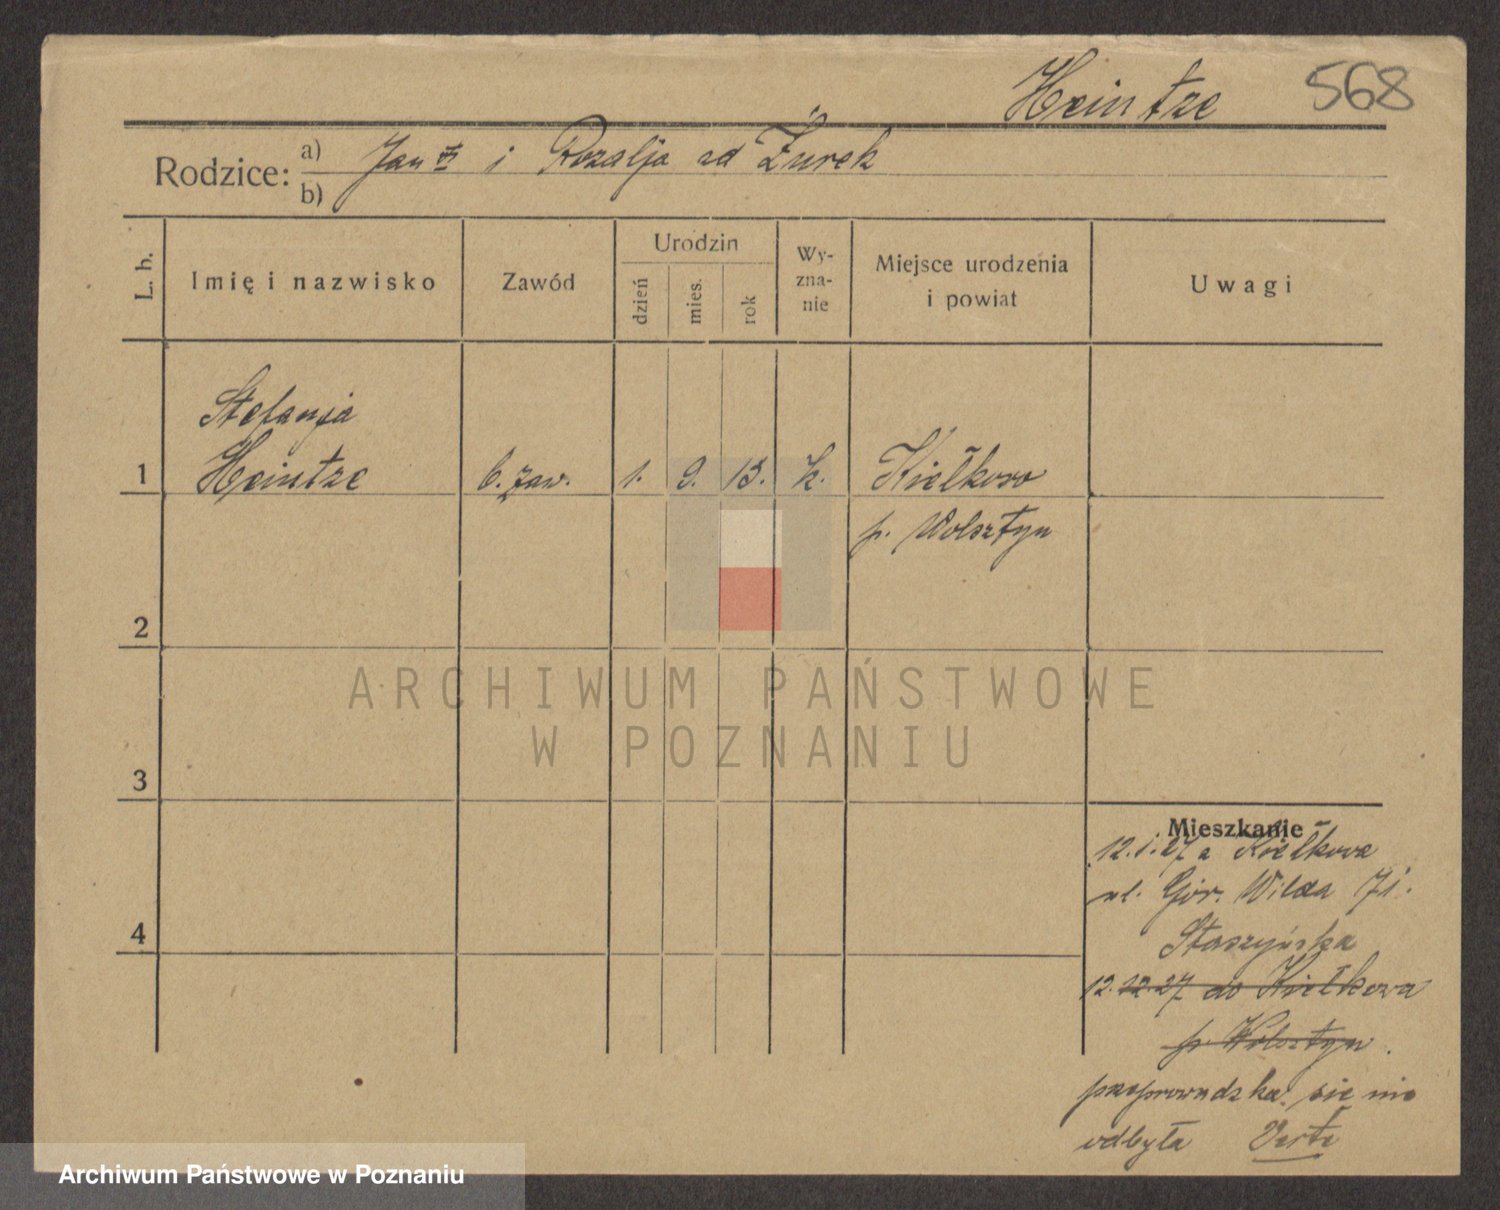 Heintze 568
Rodzice: a) Jan i Rozalja zd Żurek
b)
L. b. Imię i nazwisko Zawód Urodzin dzień mies. rok Wy-zna-nie Miejsce urodzenia i powiat Uwagi
Stefanja
1 Heintze b. zaw. 1. 9. 13. k. Kiełkowo
p. Wolsztyn
2
ARCHIWUM PAŃSTWOWE
W POZNANIU
3
Mieszkanie
12.1.27 z Kiełkowa
ul. Gór. Wilda 71.
Staszyńska
12.12.27 do Kiełkowa
4
p. Wolsztyn.
przeprowadzka się nie
odbyła Verte
Archiwum Państwowe w Poznaniu